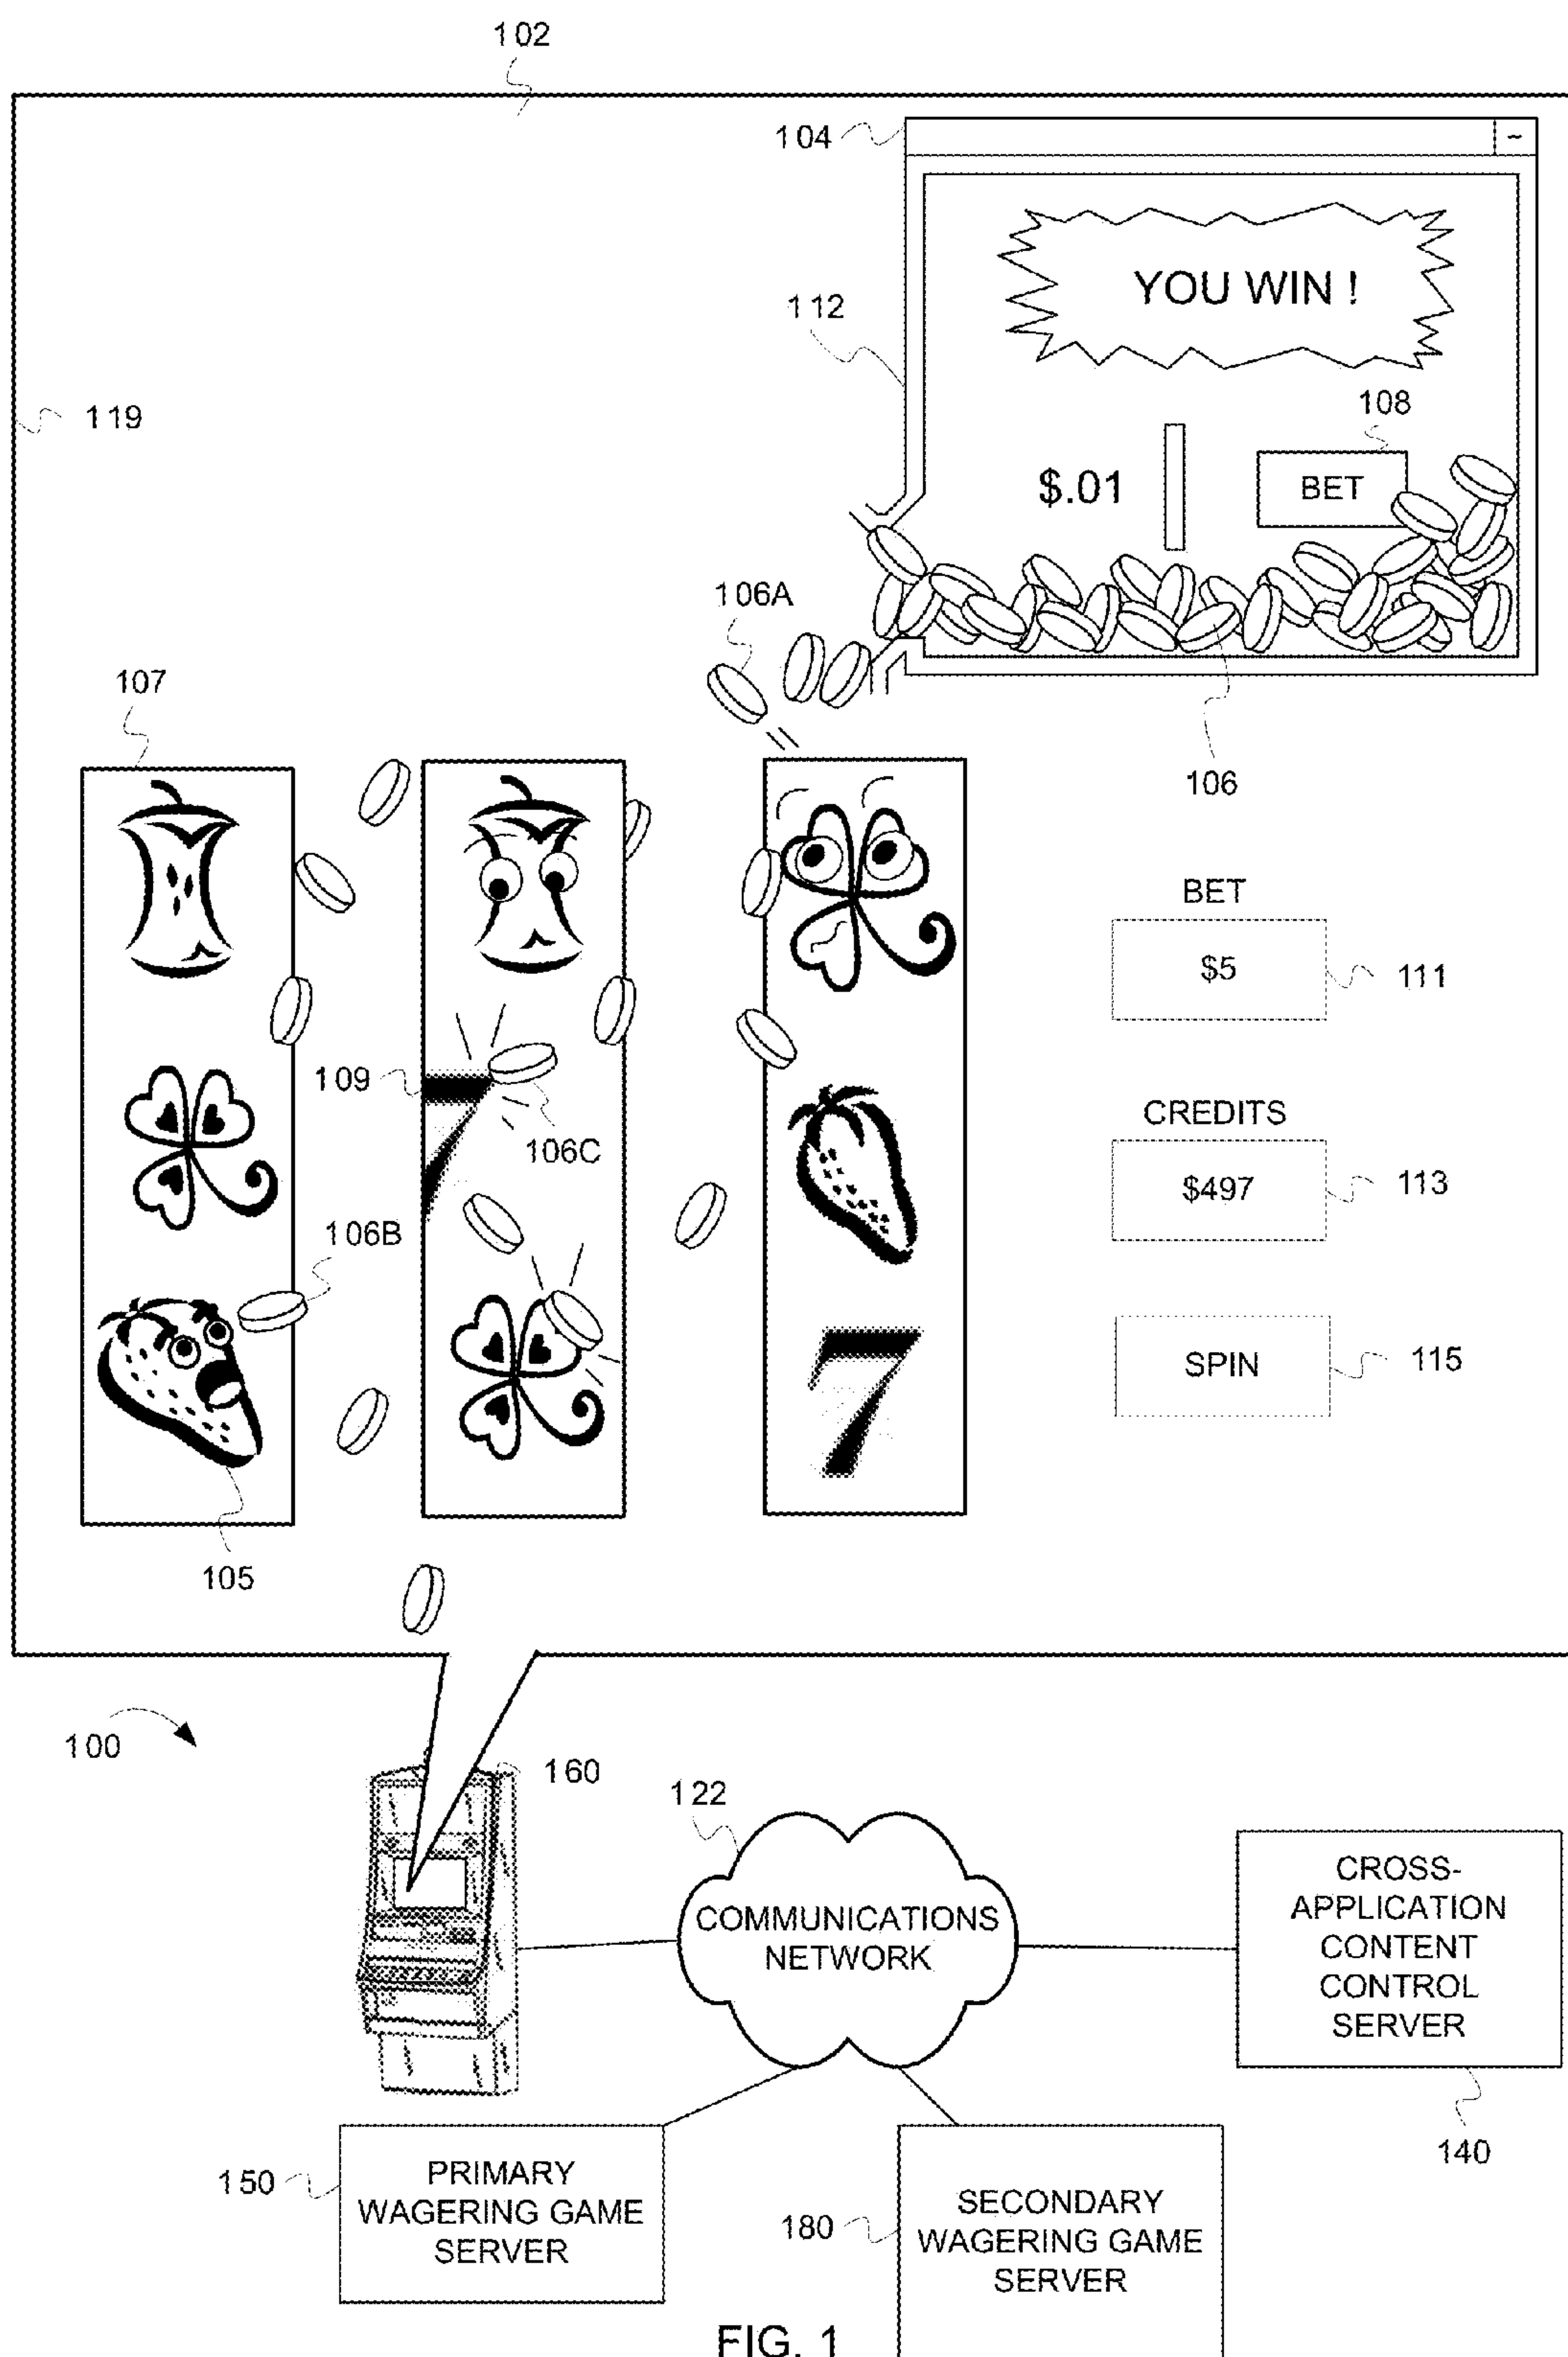 102
104
-
YOU WIN !
112
108
119
$.01
BET
106A
107
106
BET
$5
111
7
109
106C
CREDITS
$497
113
106B
7
SPIN
115
105
100
160
122
COMMUNICATIONS
NETWORK
CROSS-
APPLICATION
CONTENT
CONTROL
SERVER
140
150
PRIMARY
WAGERING GAME
SERVER
180
SECONDARY
WAGERING GAME
SERVER
FIG. 1